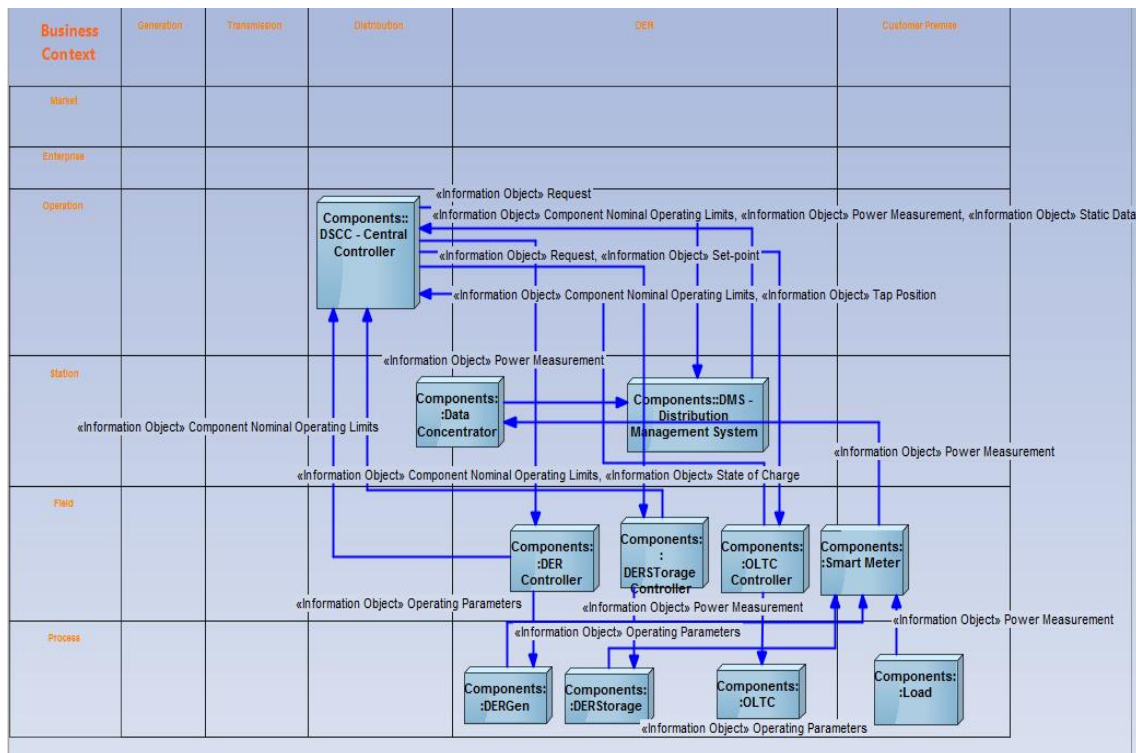 Business
Context
Generation
Transmission
Distribution
DER
Customer Premise
Market
Enterprise
Operation
Components::
DSCC - Central
Controller
«Information Object» Request
«Information Object» Component Nominal Operating Limits, «Information Object» Power Measurement, «Information Object» Static Data
«Information Object» Request, «Information Object» Set-point
«Information Object» Component Nominal Operating Limits, «Information Object» Tap Position
«Information Object» Power Measurement
Station
Components:
:Data
Concentrator
Components::DMS -
Distribution
Management System
«Information Object» Component Nominal Operating Limits
«Information Object» Power Measurement
«Information Object» Component Nominal Operating Limits, «Information Object» State of Charge
Field
Components:
:DER
Controller
Components:
:
DERSTorage
Controller
Components:
:OLTC
Controller
Components:
:Smart Meter
«Information Object» Operating Parameters
«Information Object» Power Measurement
«Information Object» Power Measurement
«Information Object» Operating Parameters
Process
Components:
:DERGen
Components:
:DERStorage
Components:
:OLTC
Components:
:Load
«Information Object» Operating Parameters